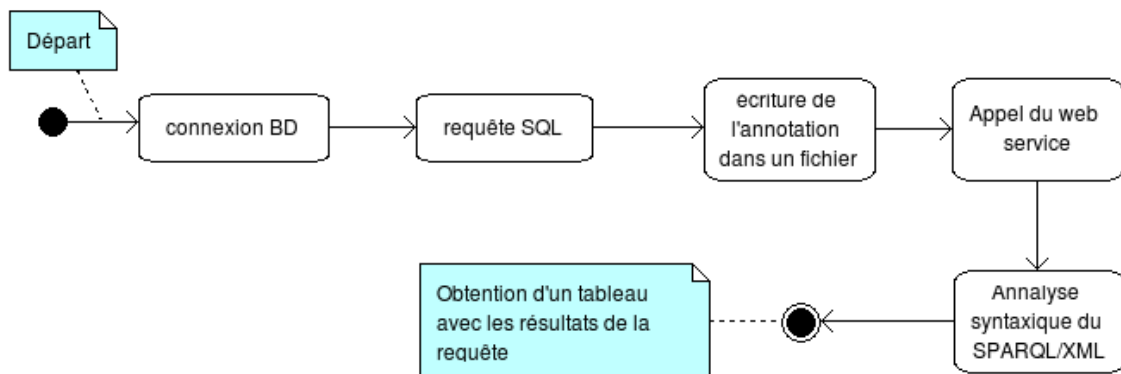 Départ
connexion BD
requête SQL
ecriture de
l'annotation
dans un fichier
Appel du web
service
Obtention d'un tableau
avec les résultats de la
requête
Annalyse
syntaxique du
SPARQL/XML